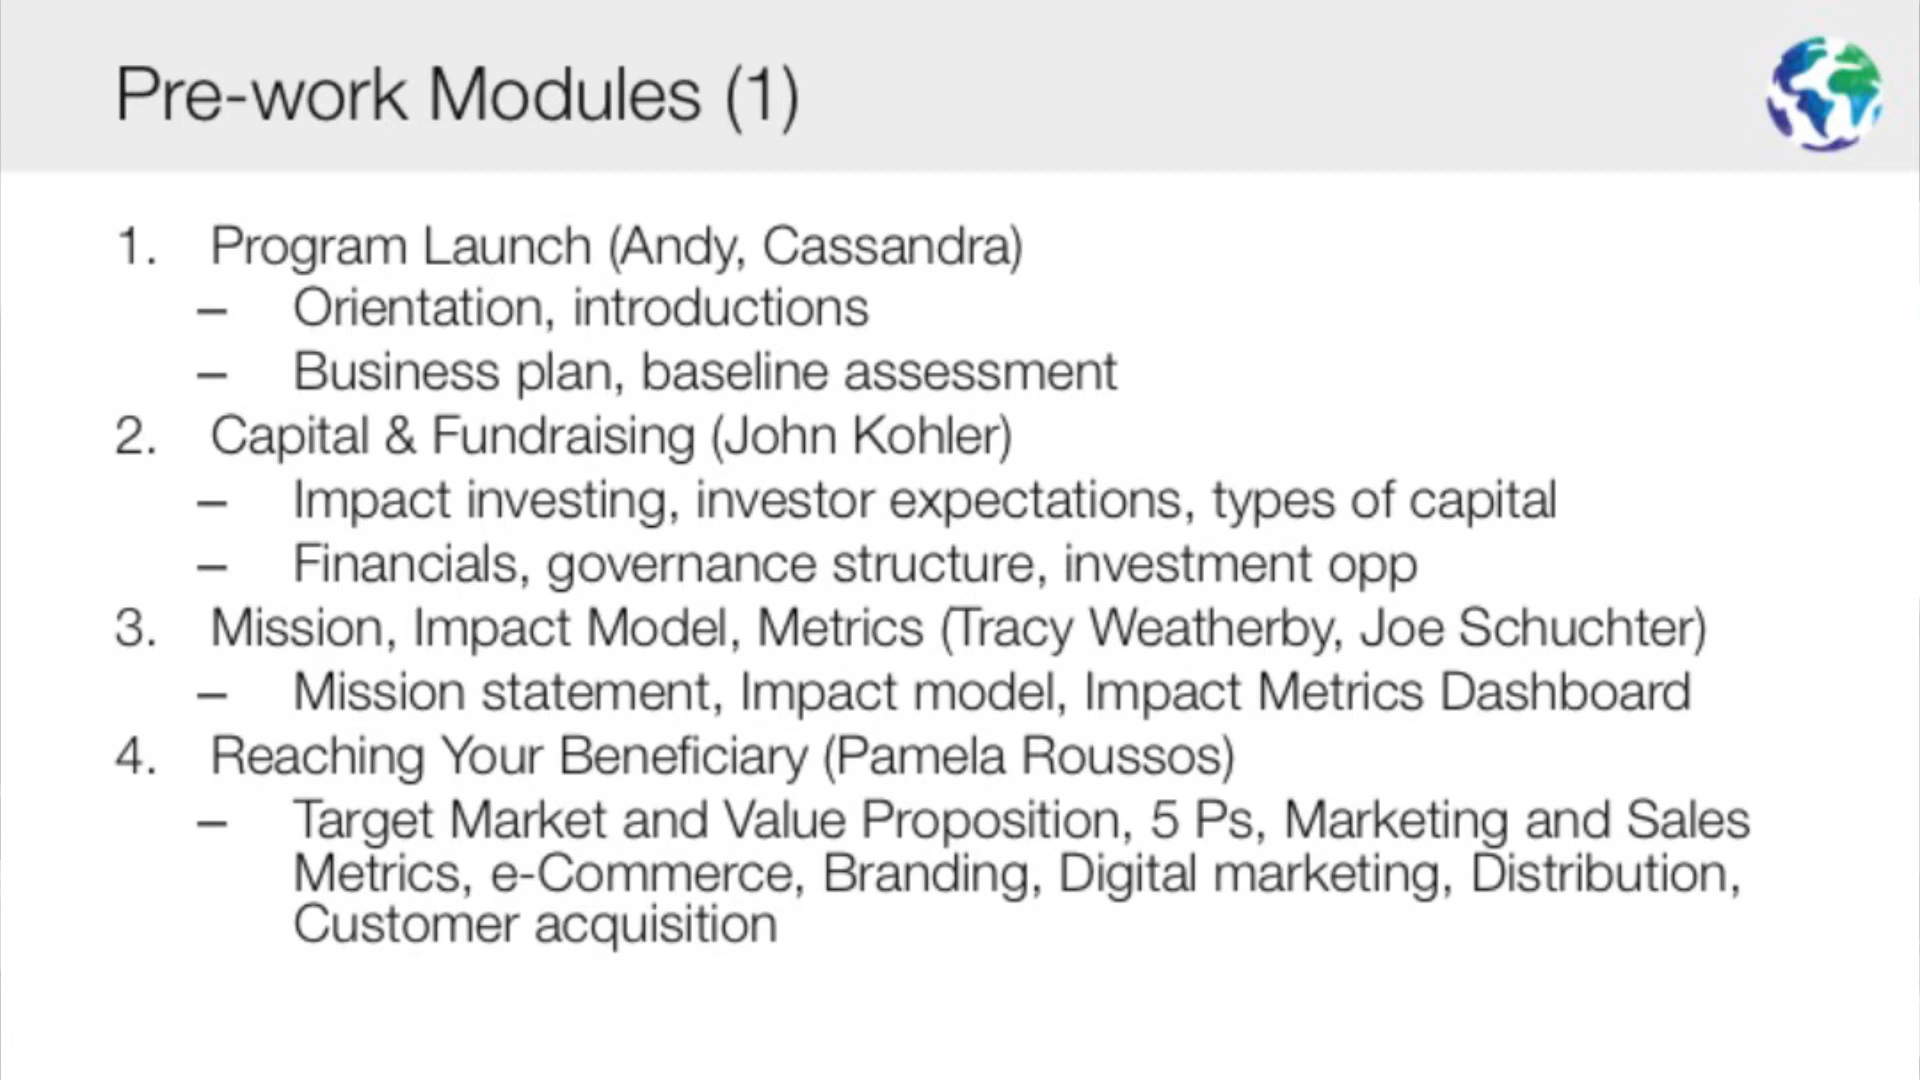 Pre-work Modules (1)
1. Program Launch (Andy, Cassandra)
– Orientation, introductions
– Business plan, baseline assessment
2. Capital & Fundraising (John Kohler)
– Impact investing, investor expectations, types of capital
– Financials, governance structure, investment opp
3. Mission, Impact Model, Metrics (Tracy Weatherby, Joe Schuchter)
– Mission statement, Impact model, Impact Metrics Dashboard
4. Reaching Your Beneficiary (Pamela Roussos)
– Target Market and Value Proposition, 5 Ps, Marketing and Sales
Metrics, e-Commerce, Branding, Digital marketing, Distribution,
Customer acquisition